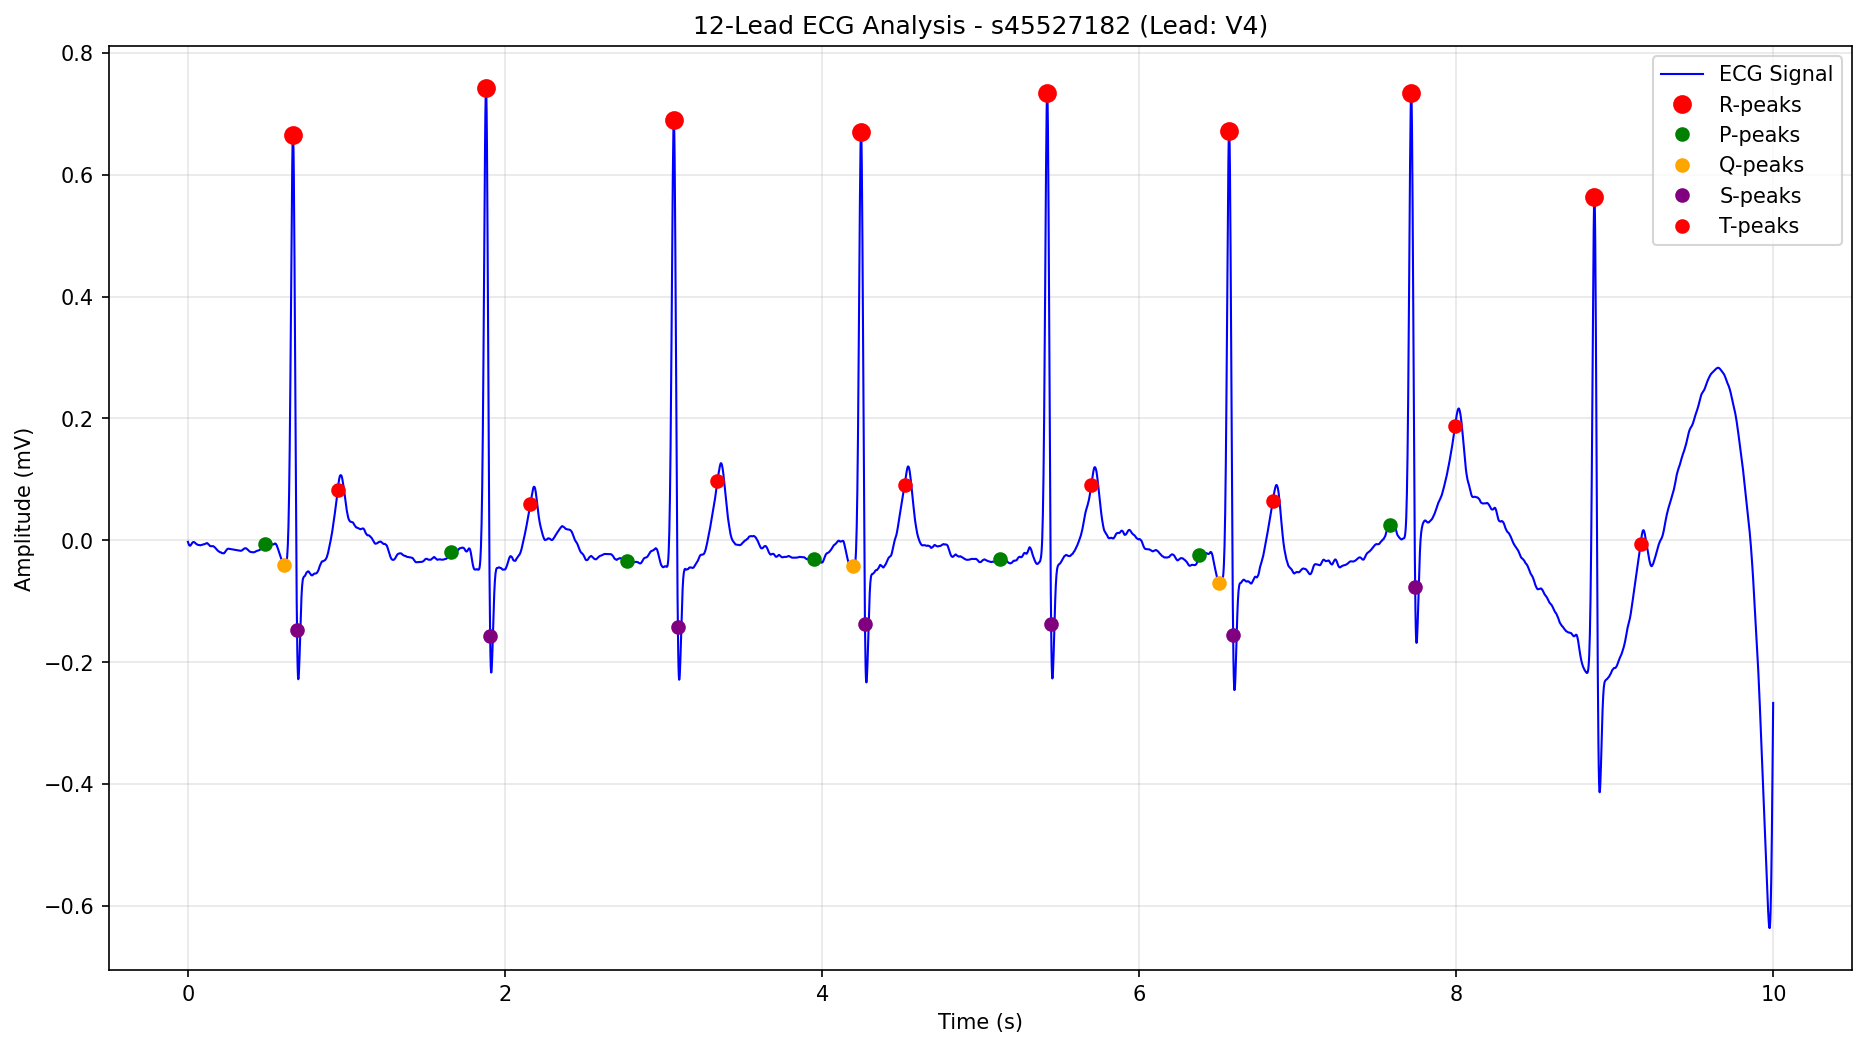 12-Lead ECG Analysis - s45527182 (Lead: V4)
ECG Signal
R-peaks
P-peaks
Q-peaks
S-peaks
T-peaks
Amplitude (mV)
0.8
0.6
0.4
0.2
0.0
−0.2
−0.4
−0.6
0 2 4 6 8 10
Time (s)